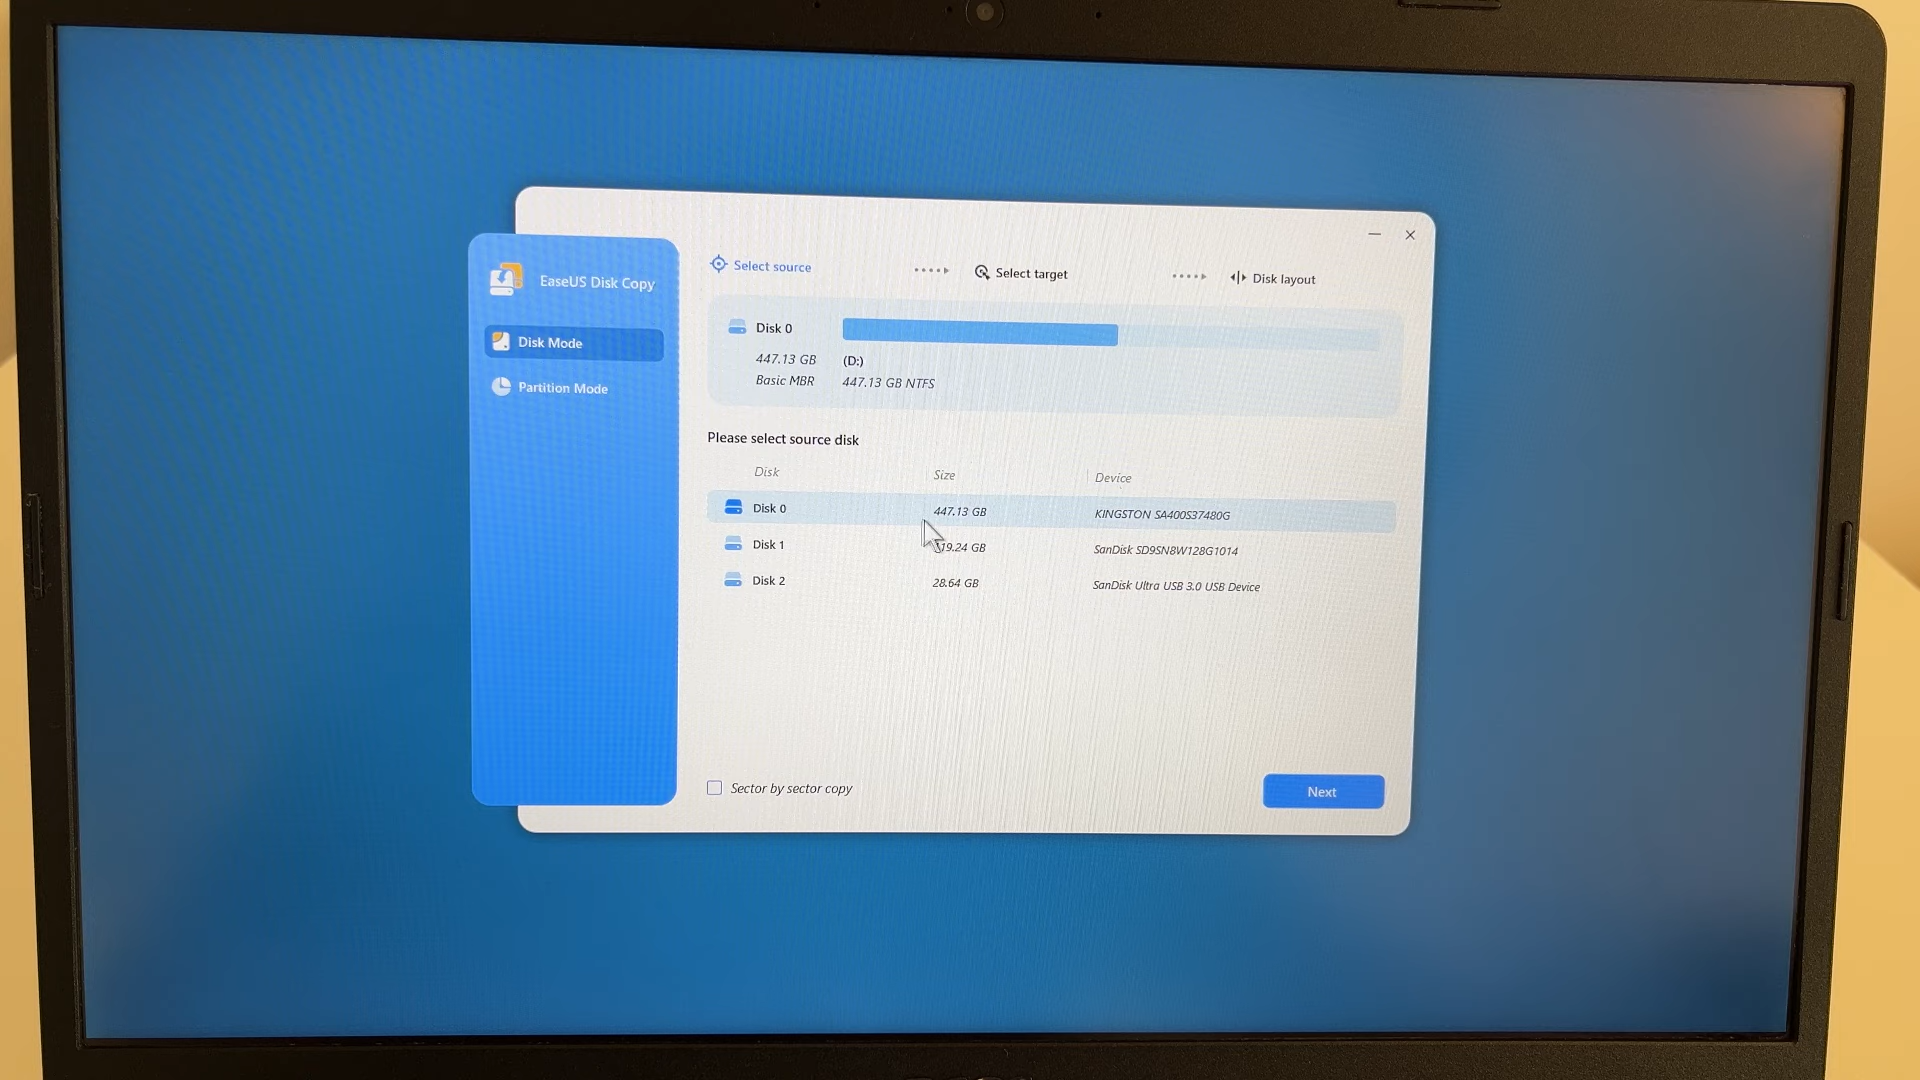 EaseUS Disk Copy
Disk Mode
Partition Mode
Select source
Select target
Disk layout
Disk 0
447.13 GB
Basic MBR
(D:)
447.13 GB NTFS
Please select source disk
Disk Size Device
Disk 0 447.13 GB KINGSTON SA400S37480G
Disk 1 19.24 GB SanDisk SD9SN8W128G1014
Disk 2 28.64 GB SanDisk Ultra USB 3.0 USB Device
Sector by sector copy
Next